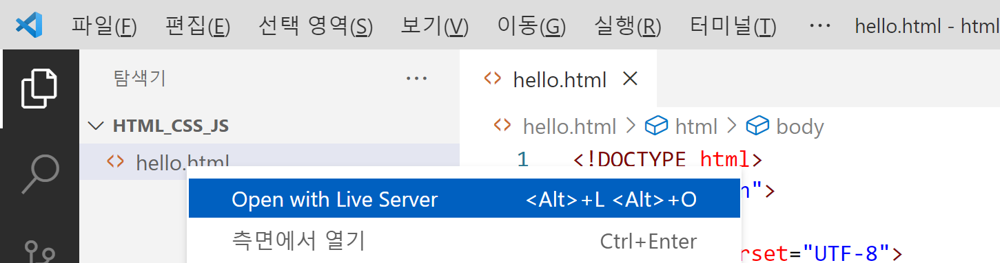 파일(F) 편집(E) 선택 영역(S) 보기(V) 이동(G) 실행(R) 터미널(T) ··· hello.html - html
탐색기 ···
HTML_CSS_JS
hello.html
hello.html
hello.html > html > body
1 <!DOCTYPE html>
">
rset="UTF-8">
Open with Live Server <Alt>+L <Alt>+O
측면에서 열기 Ctrl+Enter